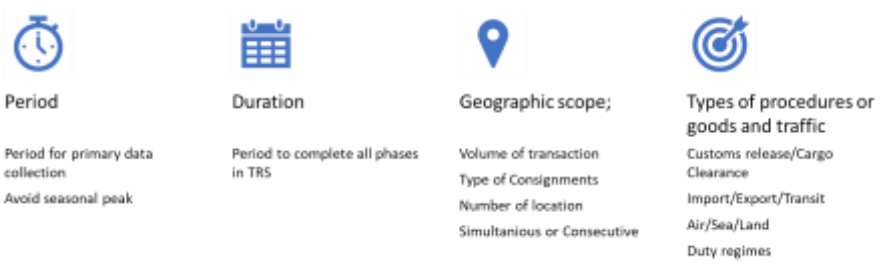 Period
Period for primary data
collection
Avoid seasonal peak
Duration
Period to complete all phases
in TRS
Geographic scope;
Volume of transaction
Type of Consignments
Number of location
Simultanious or Consecutive
Types of procedures or
goods and traffic
Customs release/Cargo
Clearance
Import/Export/Transit
Air/Sea/Land
Duty regimes